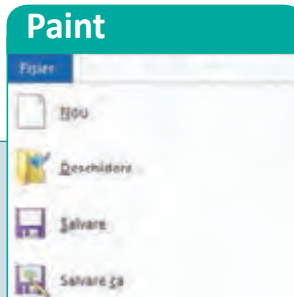 Paint
Fișier
Nou
Deschidere
Salvare
Salvare ca